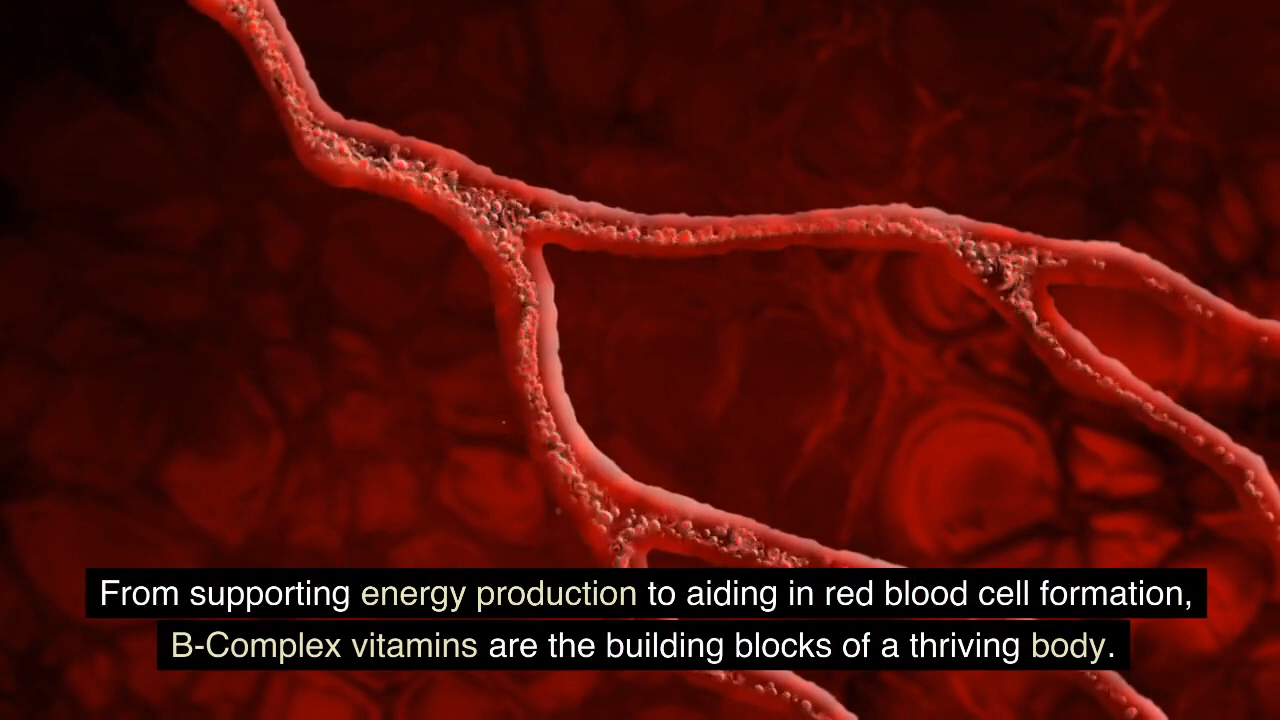 From supporting energy production to aiding in red blood cell formation,
B-Complex vitamins are the building blocks of a thriving body.